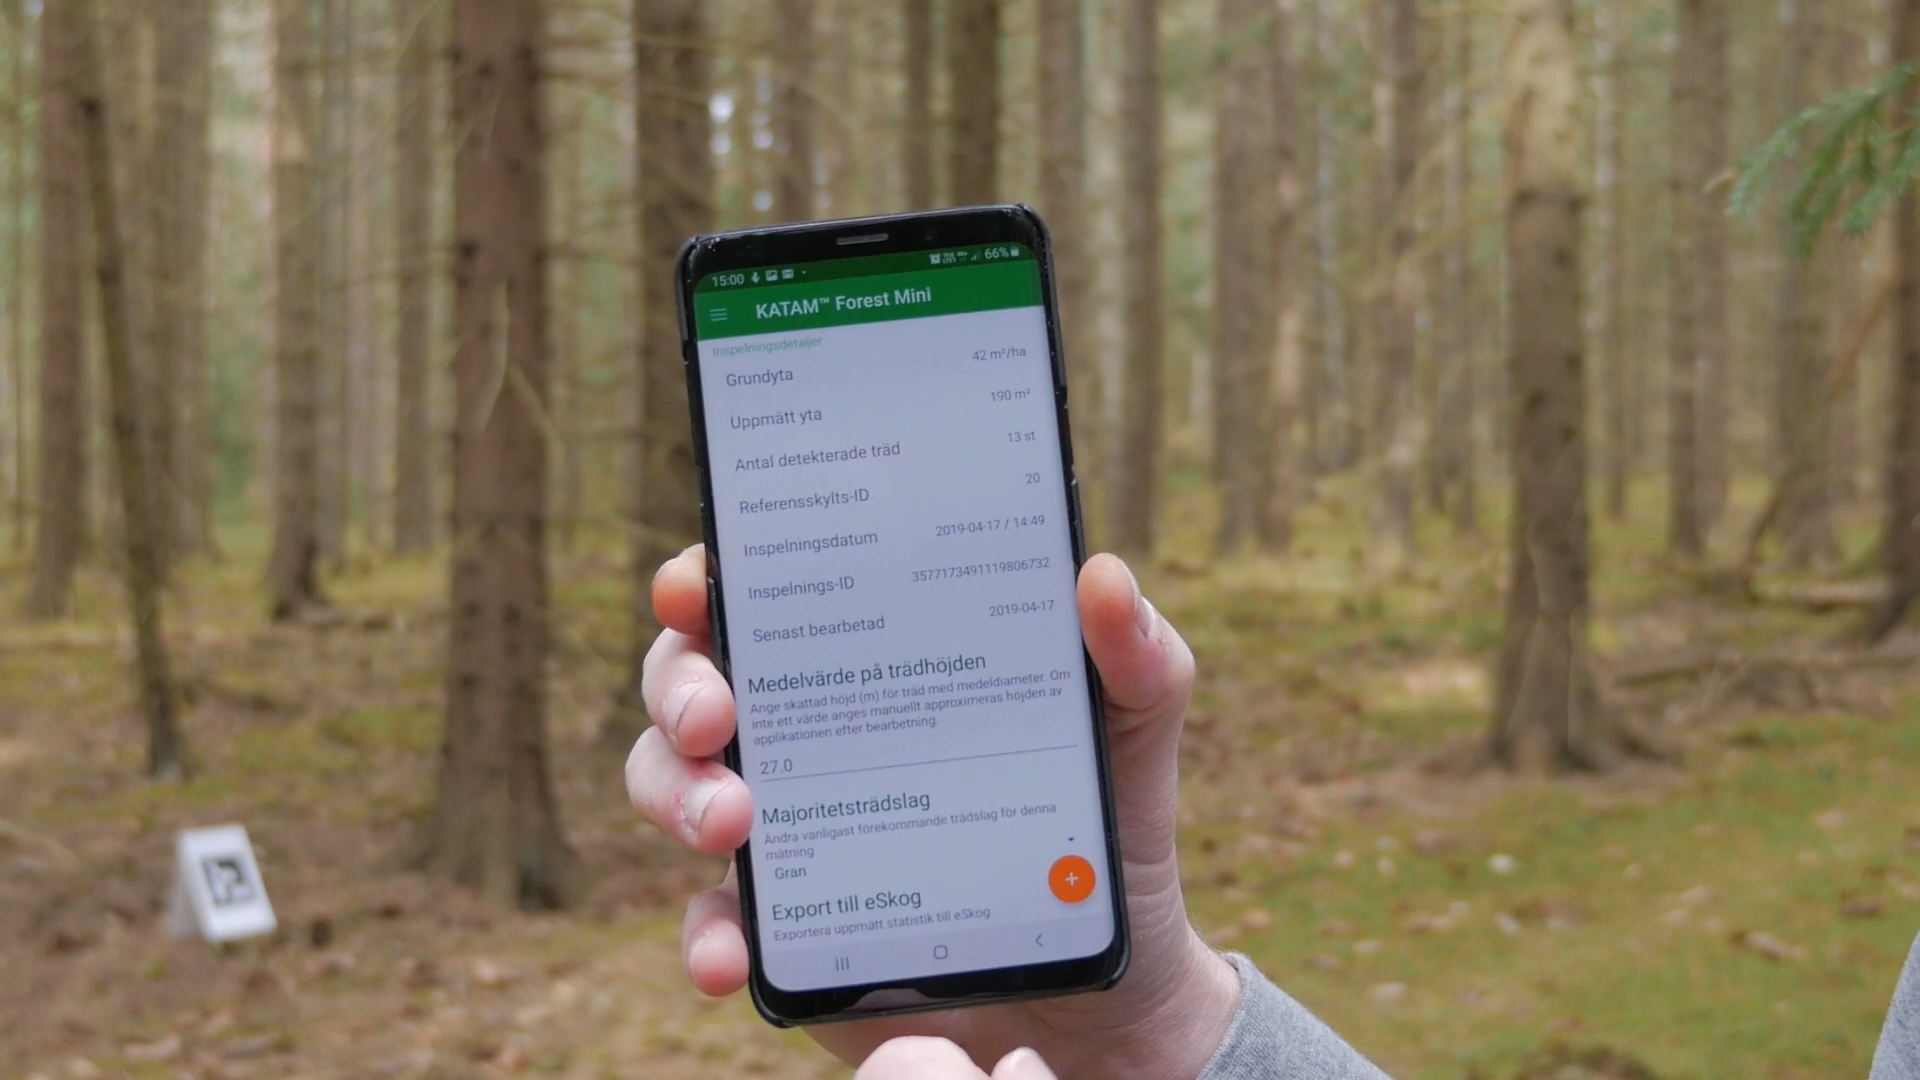 15:00 66%
KATAM™ Forest Mini
Inspelningsdetaljer
Grundyta 42 m²/ha
Uppmätt yta 190 m²
Antal detekterade träd 13 st
Referensskylts-ID 20
Inspelningsdatum 2019-04-17 / 14:49
Inspelnings-ID 3577173491119806732
Senast bearbetad 2019-04-17
Medelvärde på trädhöjden
Ange skattad höjd (m) för träd med medeldiameter. Om
inte ett värde anges manuellt approximeras höjden av
applikationen efter bearbetning.
27.0
Majoritetsträdslag
Ändra vanligast förekommande trädslag för denna
mätning
Gran
Export till eSkog
Exportera uppmätt statistik till eSkog